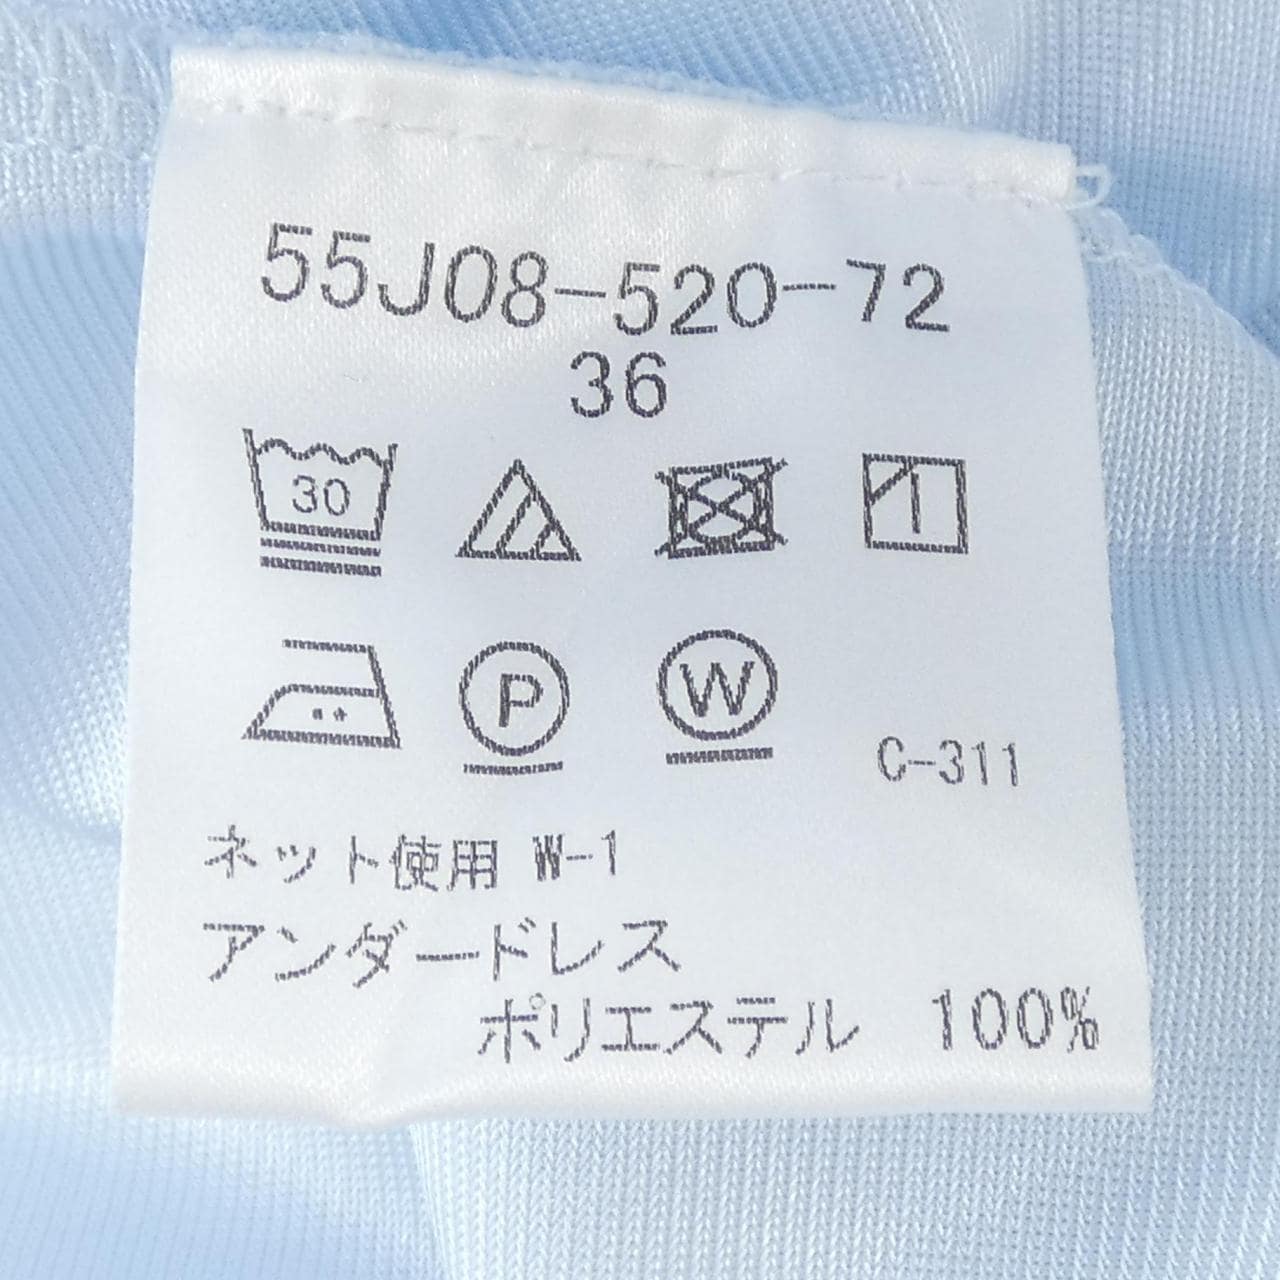 55J08-520-72
36
30
P
W
C-311
ネット使用 W-1
アンダードレス
ポリエステル 100%